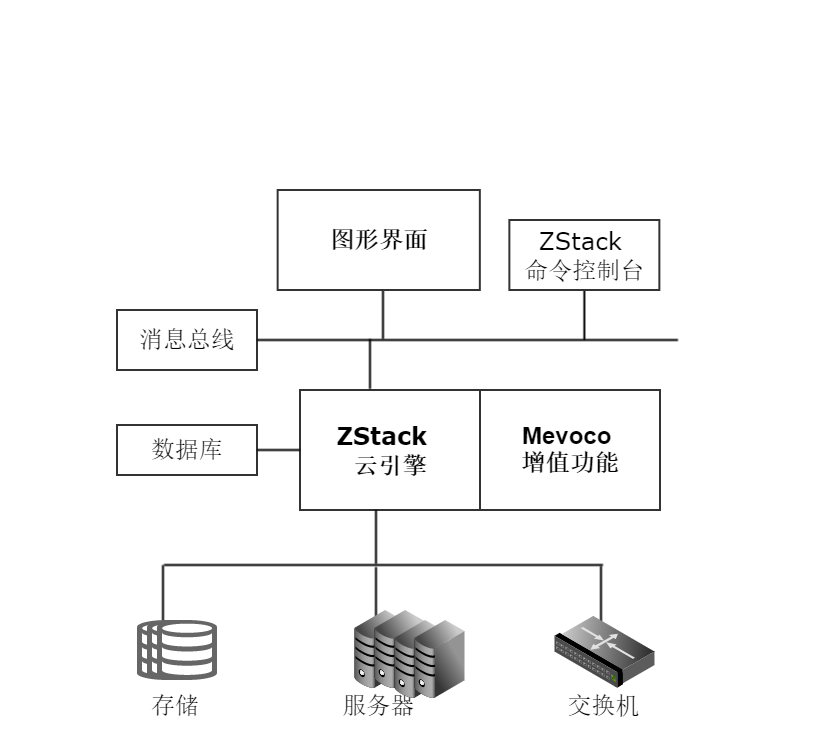 图形界面
ZStack
命令控制台
消息总线
数据库
ZStack
云引擎
Mevoco
增值功能
存储
服务器
交换机